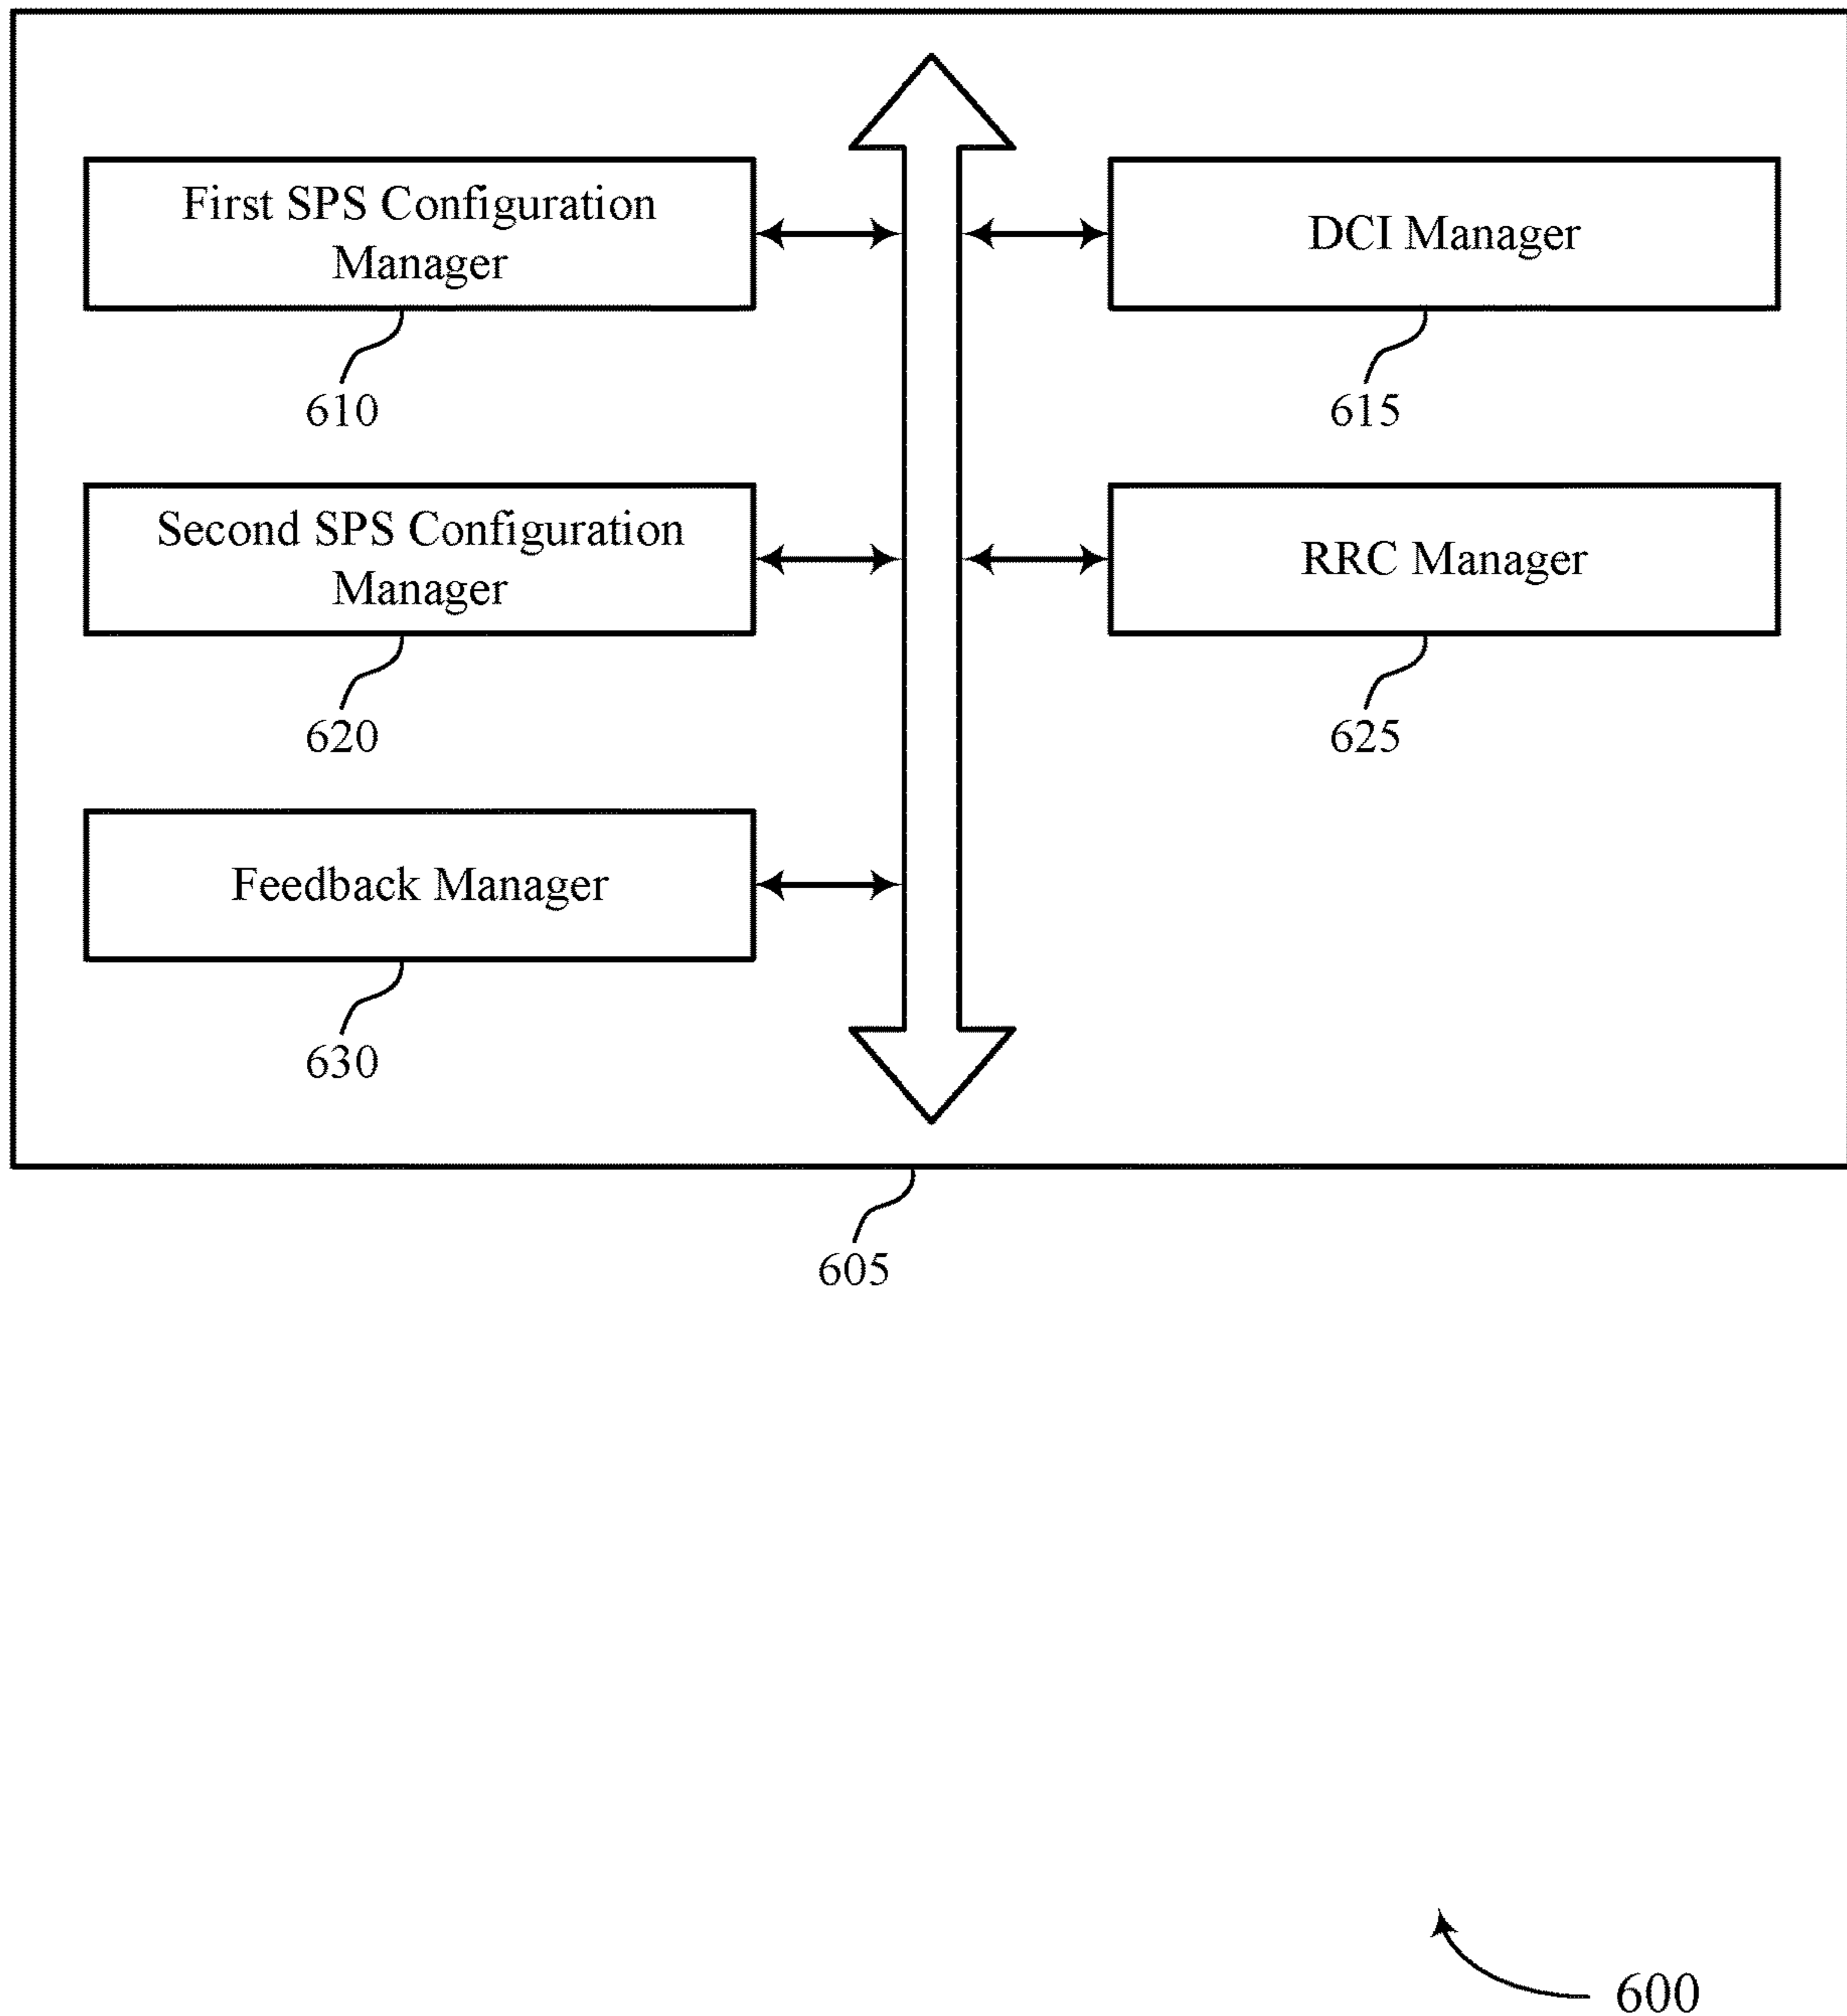 First SPS Configuration
Manager
610
DCI Manager
615
Second SPS Configuration
Manager
620
RRC Manager
625
Feedback Manager
630
605
600